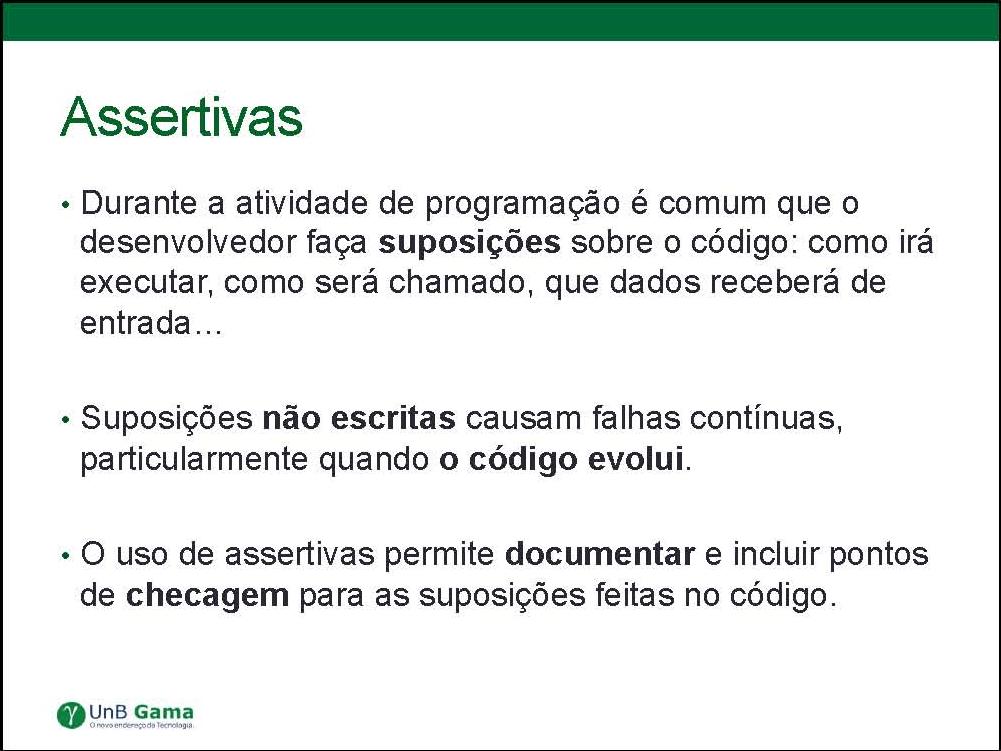 Assertivas
• Durante a atividade de programação é comum que o
desenvolvedor faça suposições sobre o código: como irá
executar, como será chamado, que dados receberá de
entrada…
• Suposições não escritas causam falhas contínuas,
particularmente quando o código evolui.
• O uso de assertivas permite documentar e incluir pontos
de checagem para as suposições feitas no código.
UnB Gama
O novo endereço da Tecnologia.